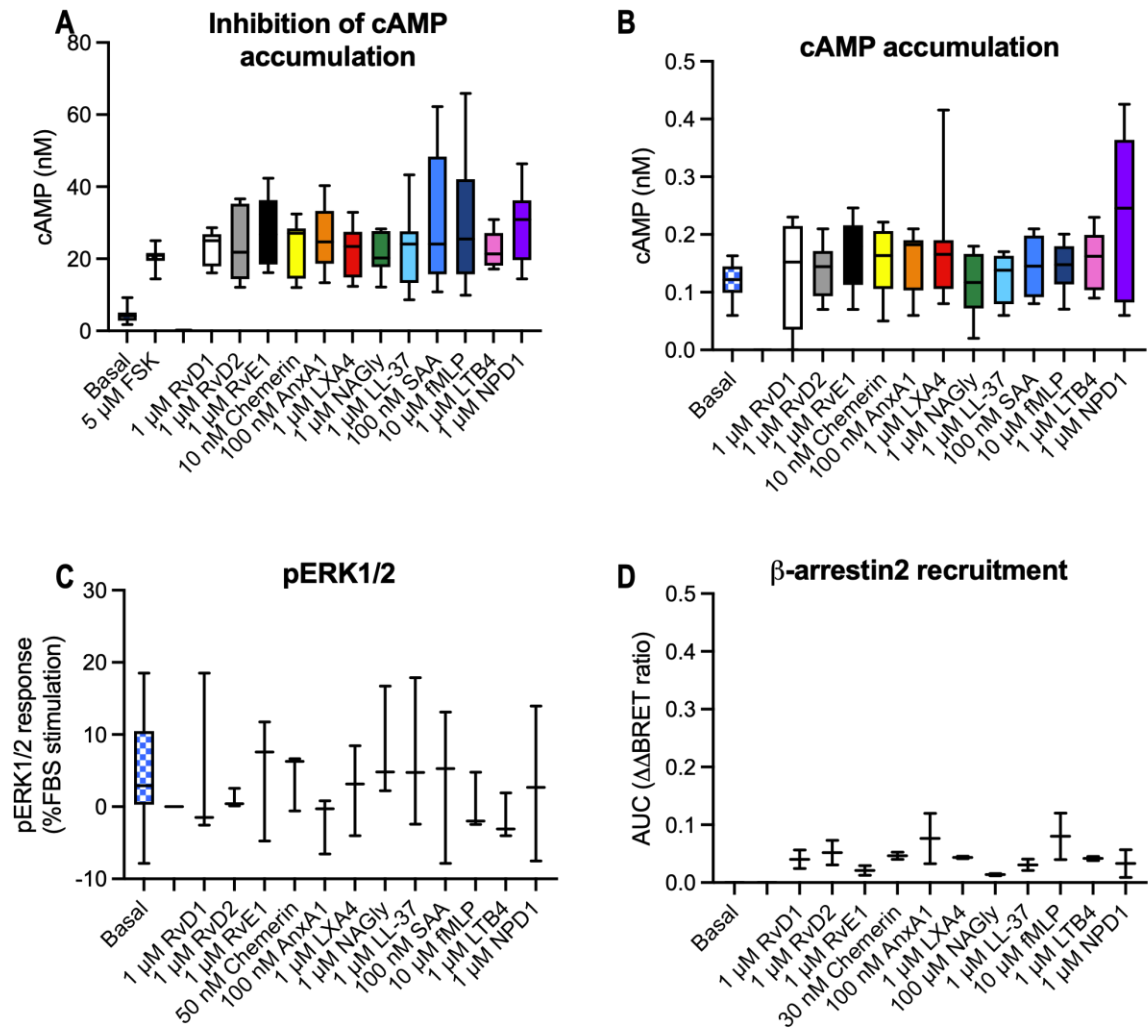 A
Inhibition of cAMP
accumulation
cAMP (nM)
80
60
40
20
0
Basal
5 µM FSK
1 µM RvD1
1 µM RvD2
1 µM RvE1
10 nM Chemerin
100 nM AnxA1
1 µM LXA4
1 µM NAGly
1 µM LL-37
100 nM SAA
10 µM fMLP
1 µM LTB4
1 µM NPD1
B
cAMP accumulation
cAMP (nM)
0.5
0.4
0.3
0.2
0.1
0.0
Basal
1 µM RvD1
1 µM RvD2
1 µM RvE1
10 nM Chemerin
100 nM AnxA1
1 µM LXA4
1 µM NAGly
1 µM LL-37
100 nM SAA
10 µM fMLP
1 µM LTB4
1 µM NPD1
C
pERK1/2
pERK1/2 response
(%FBS stimulation)
30
20
10
0
-10
Basal
1 µM RvD1
1 µM RvD2
1 µM RvE1
50 nM Chemerin
100 nM AnxA1
1 µM LXA4
1 µM NAGly
1 µM LL-37
100 nM SAA
10 µM fMLP
1 µM LTB4
1 µM NPD1
D
β-arrestin2 recruitment
AUC (ΔΔBRET ratio)
0.5
0.4
0.3
0.2
0.1
0.0
Basal
1 µM RvD1
1 µM RvD2
1 µM RvE1
30 nM Chemerin
100 nM AnxA1
1 µM LXA4
100 µM NAGly
1 µM LL-37
10 µM fMLP
1 µM LTB4
1 µM NPD1